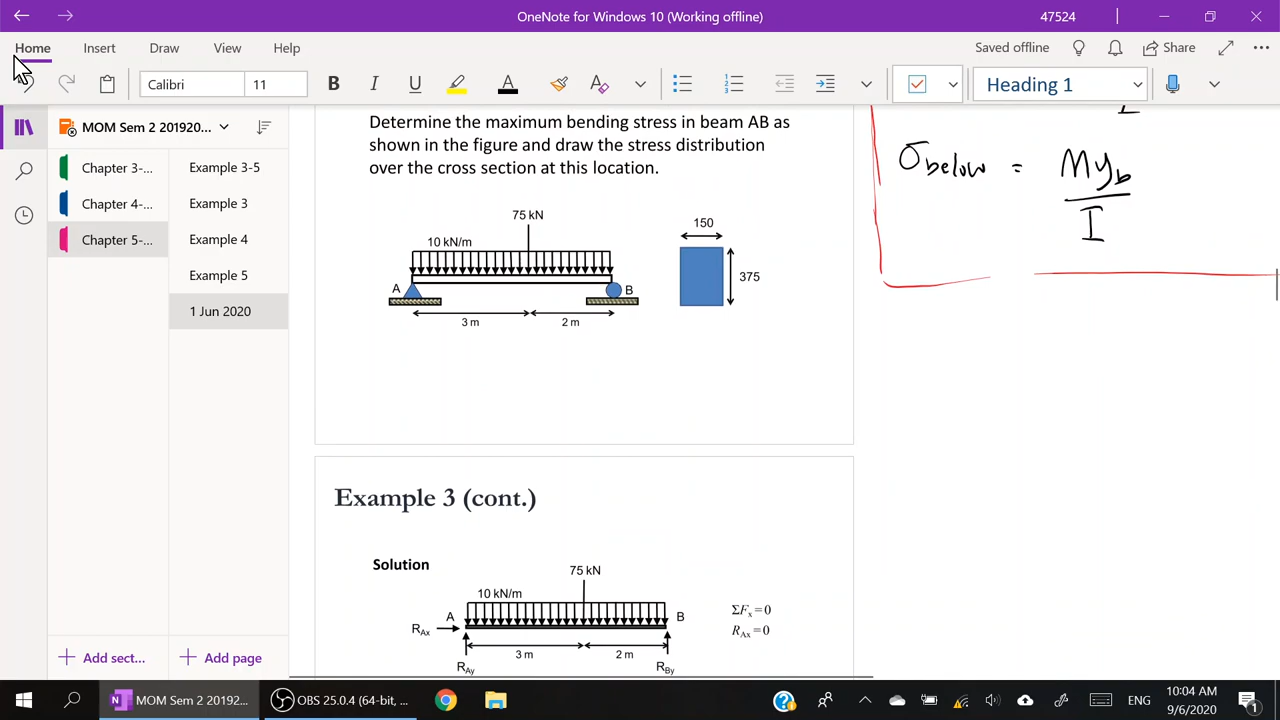 OneNote for Windows 10 (Working offline)
47524
Home
Insert
Draw
View
Help
Saved offline
Share
Calibri
11
B
I
U
A
A
Heading 1
MOM Sem 2 201920...
Chapter 3-...
Chapter 4-...
Chapter 5-...
Example 3-5
Example 3
Example 4
Example 5
1 Jun 2020
Determine the maximum bending stress in beam AB as
shown in the figure and draw the stress distribution
over the cross section at this location.
75 kN
10 kN/m
A
B
3 m
2 m
150
375
σbelow = Myb
I
Example 3 (cont.)
Solution
75 kN
10 kN/m
A
B
RAx
3 m
2 m
RAy
RBy
ΣFx = 0
RAx = 0
Add sect...
Add page
MOM Sem 2 20192...
OBS 25.0.4 (64-bit, ...
ENG
10:04 AM
9/6/2020
1